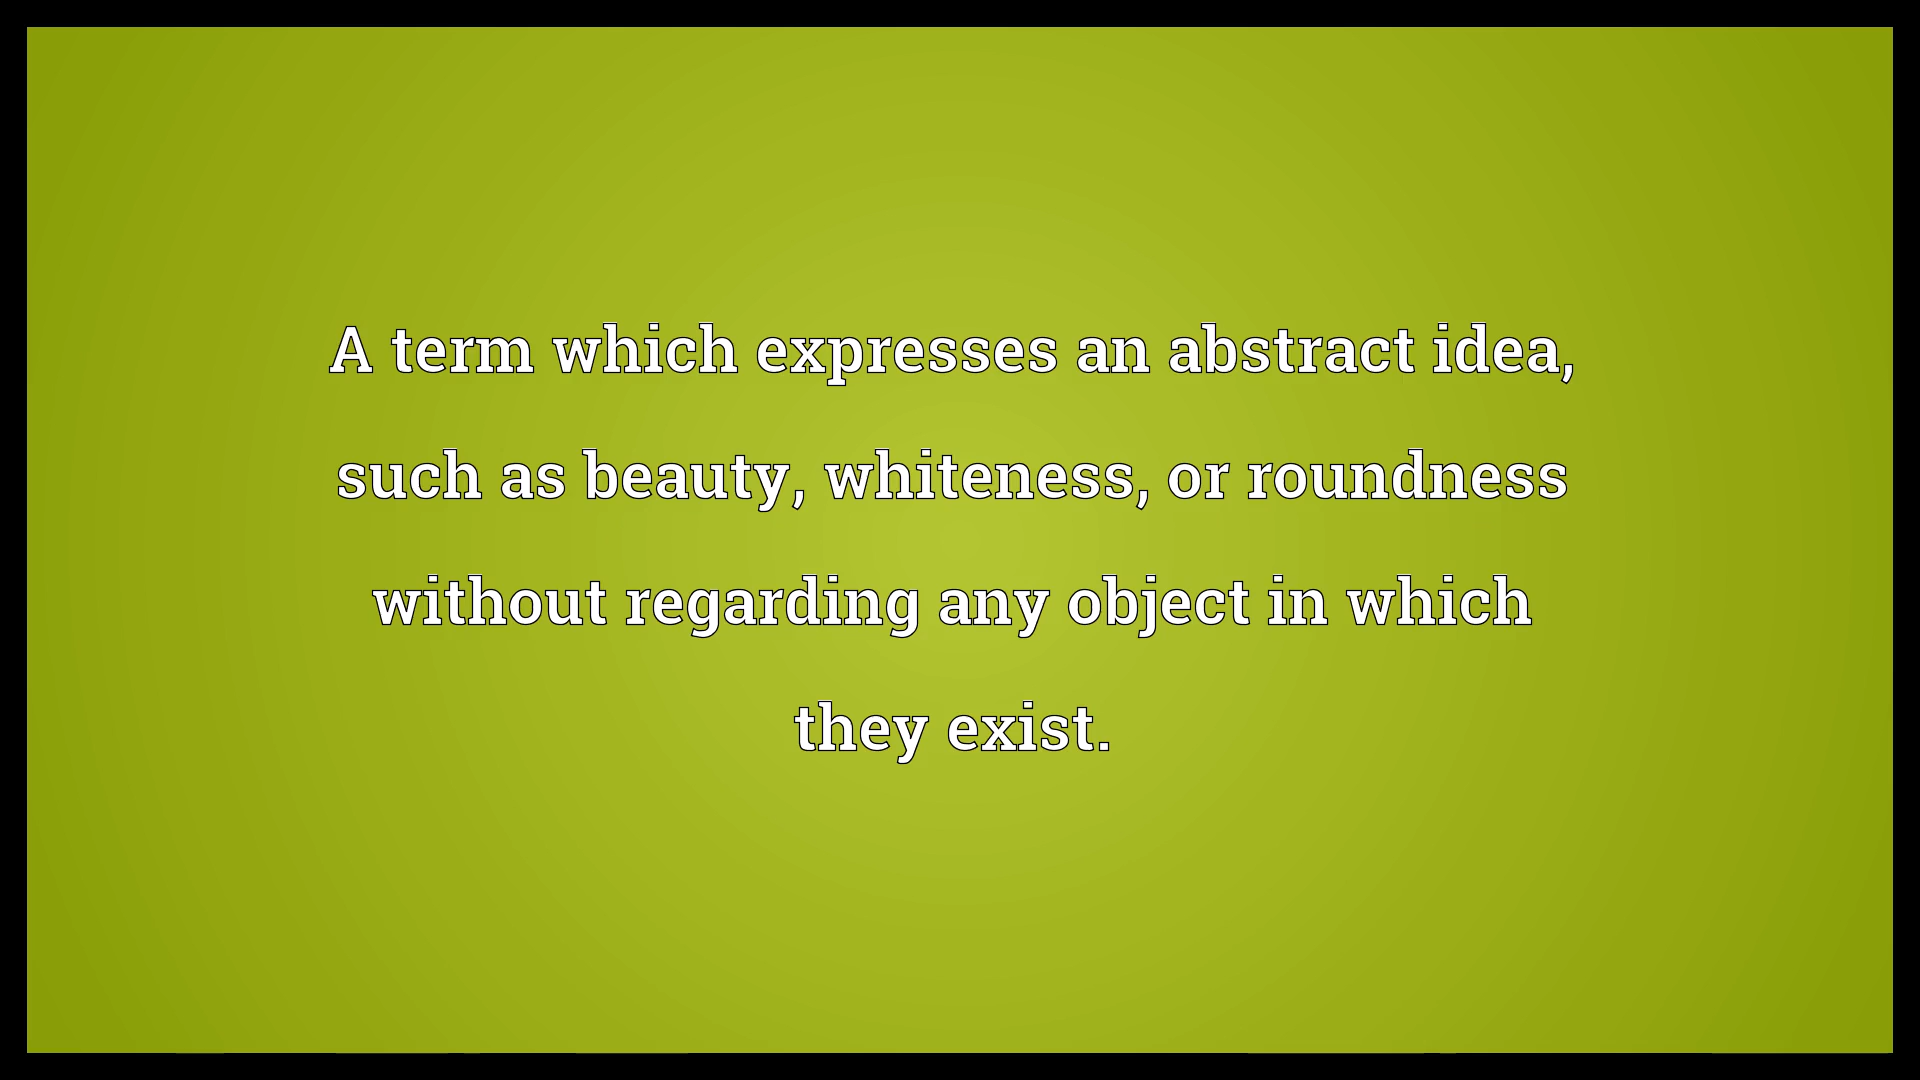 A term which expresses an abstract idea,
such as beauty, whiteness, or roundness
without regarding any object in which
they exist.